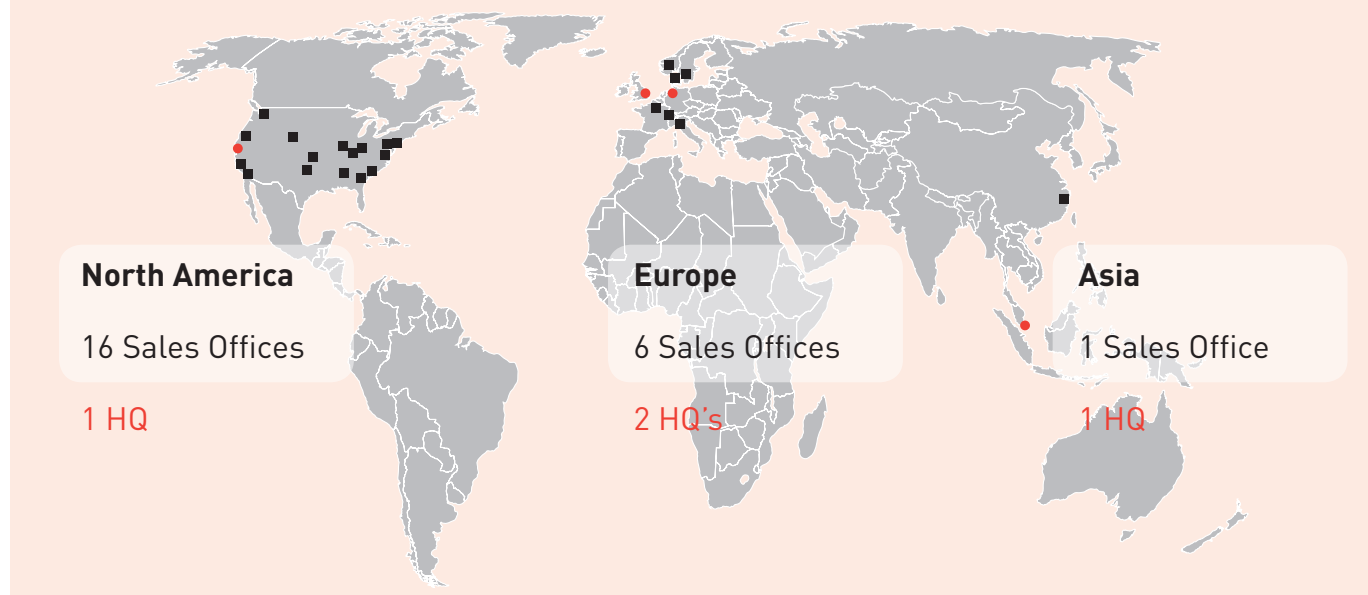 North America
16 Sales Offices
1 HQ
Europe
6 Sales Offices
2 HQ's
Asia
1 Sales Office
1 HQ